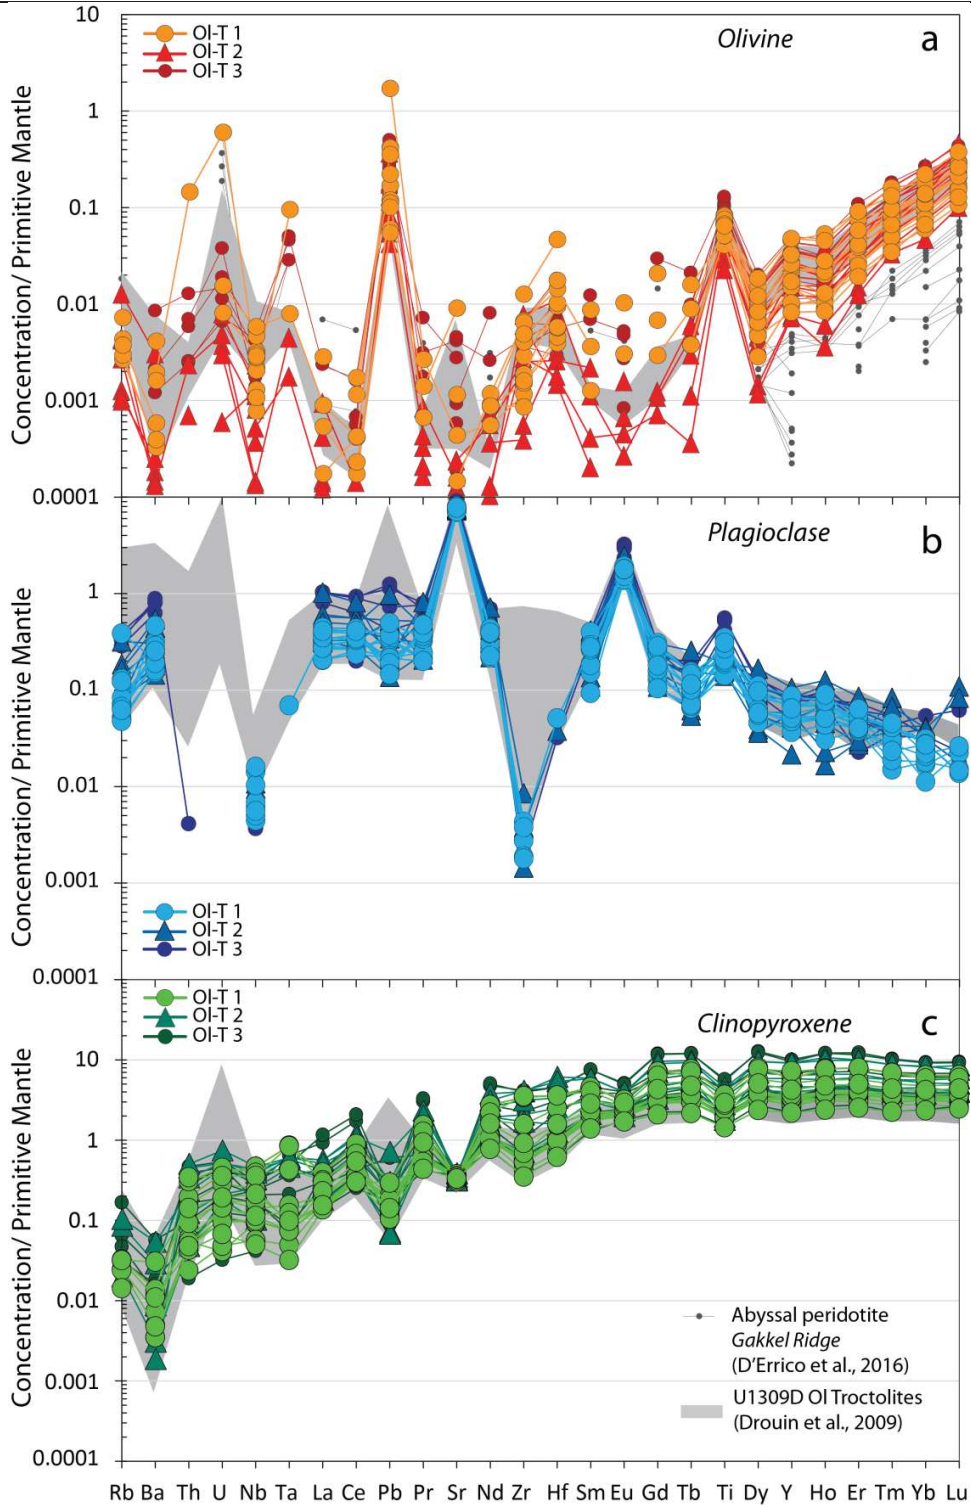 Concentration/ Primitive Mantle
10
1
0.1
0.01
0.001
0.0001
Ol-T 1
Ol-T 2
Ol-T 3
Olivine
a
Concentration/ Primitive Mantle
1
0.1
0.01
0.001
0.0001
Plagioclase
b
Ol-T 1
Ol-T 2
Ol-T 3
Concentration/ Primitive Mantle
10
1
0.1
0.01
0.001
0.0001
Ol-T 1
Ol-T 2
Ol-T 3
Clinopyroxene
c
Abyssal peridotite
Gakkel Ridge
(D'Errico et al., 2016)
U1309D Ol Troctolites
(Drouin et al., 2009)
Rb Ba Th U Nb Ta La Ce Pb Pr Sr Nd Zr Hf Sm Eu Gd Tb Ti Dy Y Ho Er Tm Yb Lu